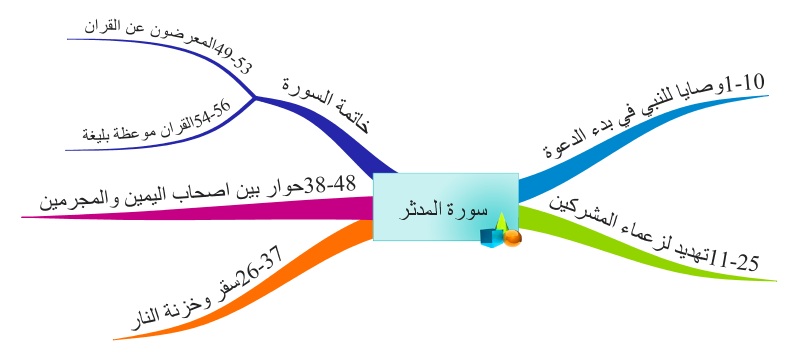 سورة المدثر
1-10وصايا للنبي في بدء الدعوة
11-25تهديد لزعماء المشركين
26-37سقر وخزنة النار
38-48حوار بين اصحاب اليمين والمجرمين
خاتمة السورة
49-53المعرضون عن القران
54-56القران موعظة بليغة